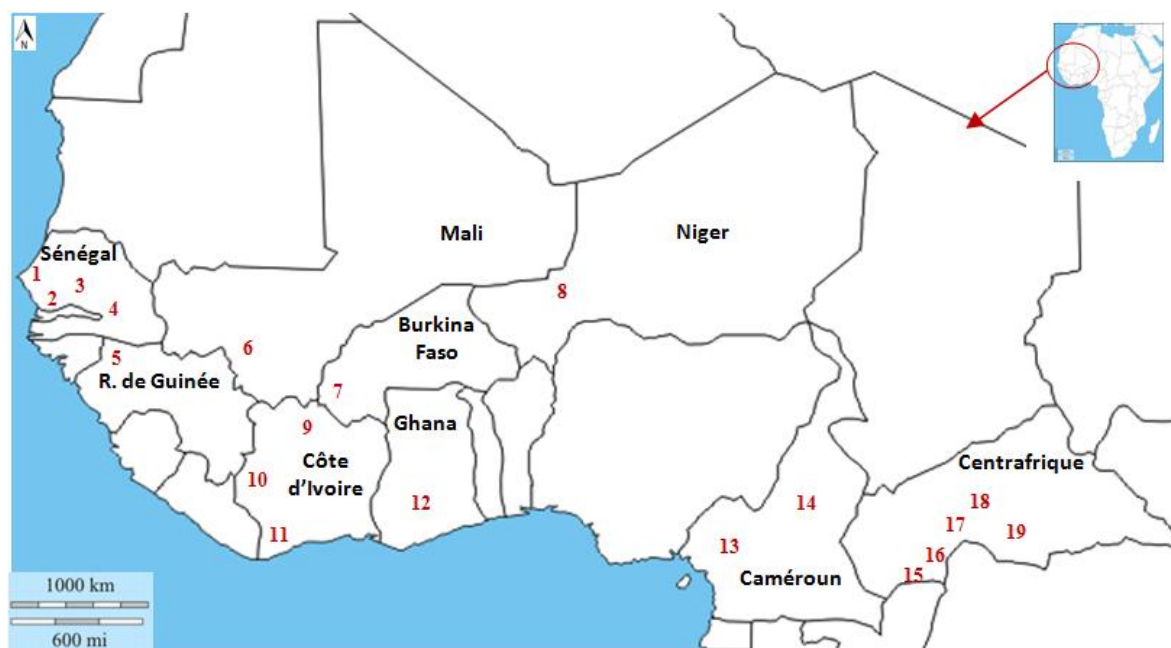 N
Mali
Niger
Sénégal
1
3
2
4
8
Burkina
Faso
6
5
R. de Guinée
7
Ghana
9
Côte
d'Ivoire
10
Centrafrique
12
14
18
17
11
13
19
16
Caméroun
15
1000 km
600 mi